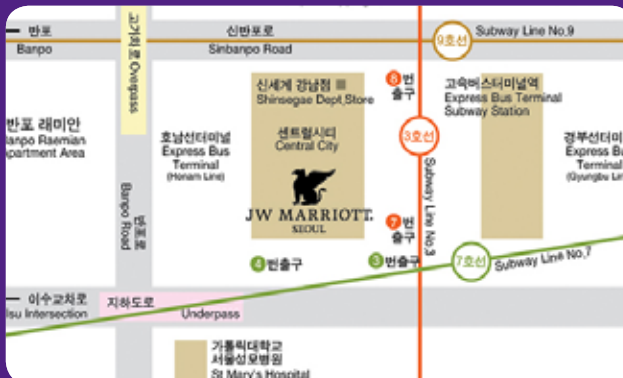 반포
Banpo
고가차로 Overpass
신반포로
Sinbanpo Road
9호선
Subway Line No,9
신세계 강남점
Shinsegae Dept,Store
8번
출구
고속버스터미널역
Express Bus Terminal
Subway Station
반포 래미안
Banpo Raemian
Apartment Area
호남선터미널
Express Bus
Terminal
(Honam Line)
센트럴시티
Central City
3호선
Subway Line No,3
경부선터미
Express Bu
Terminal
(Gyungbu Lin
JW MARRIOTT.
SEOUL
반포로
Banpo Road
7번
출구
4번출구
3번출구
7호선
Subway Line No,7
이수교차로
Isu Intersection
지하도로
Underpass
가톨릭대학교
서울성모병원
St Mary's Hospital